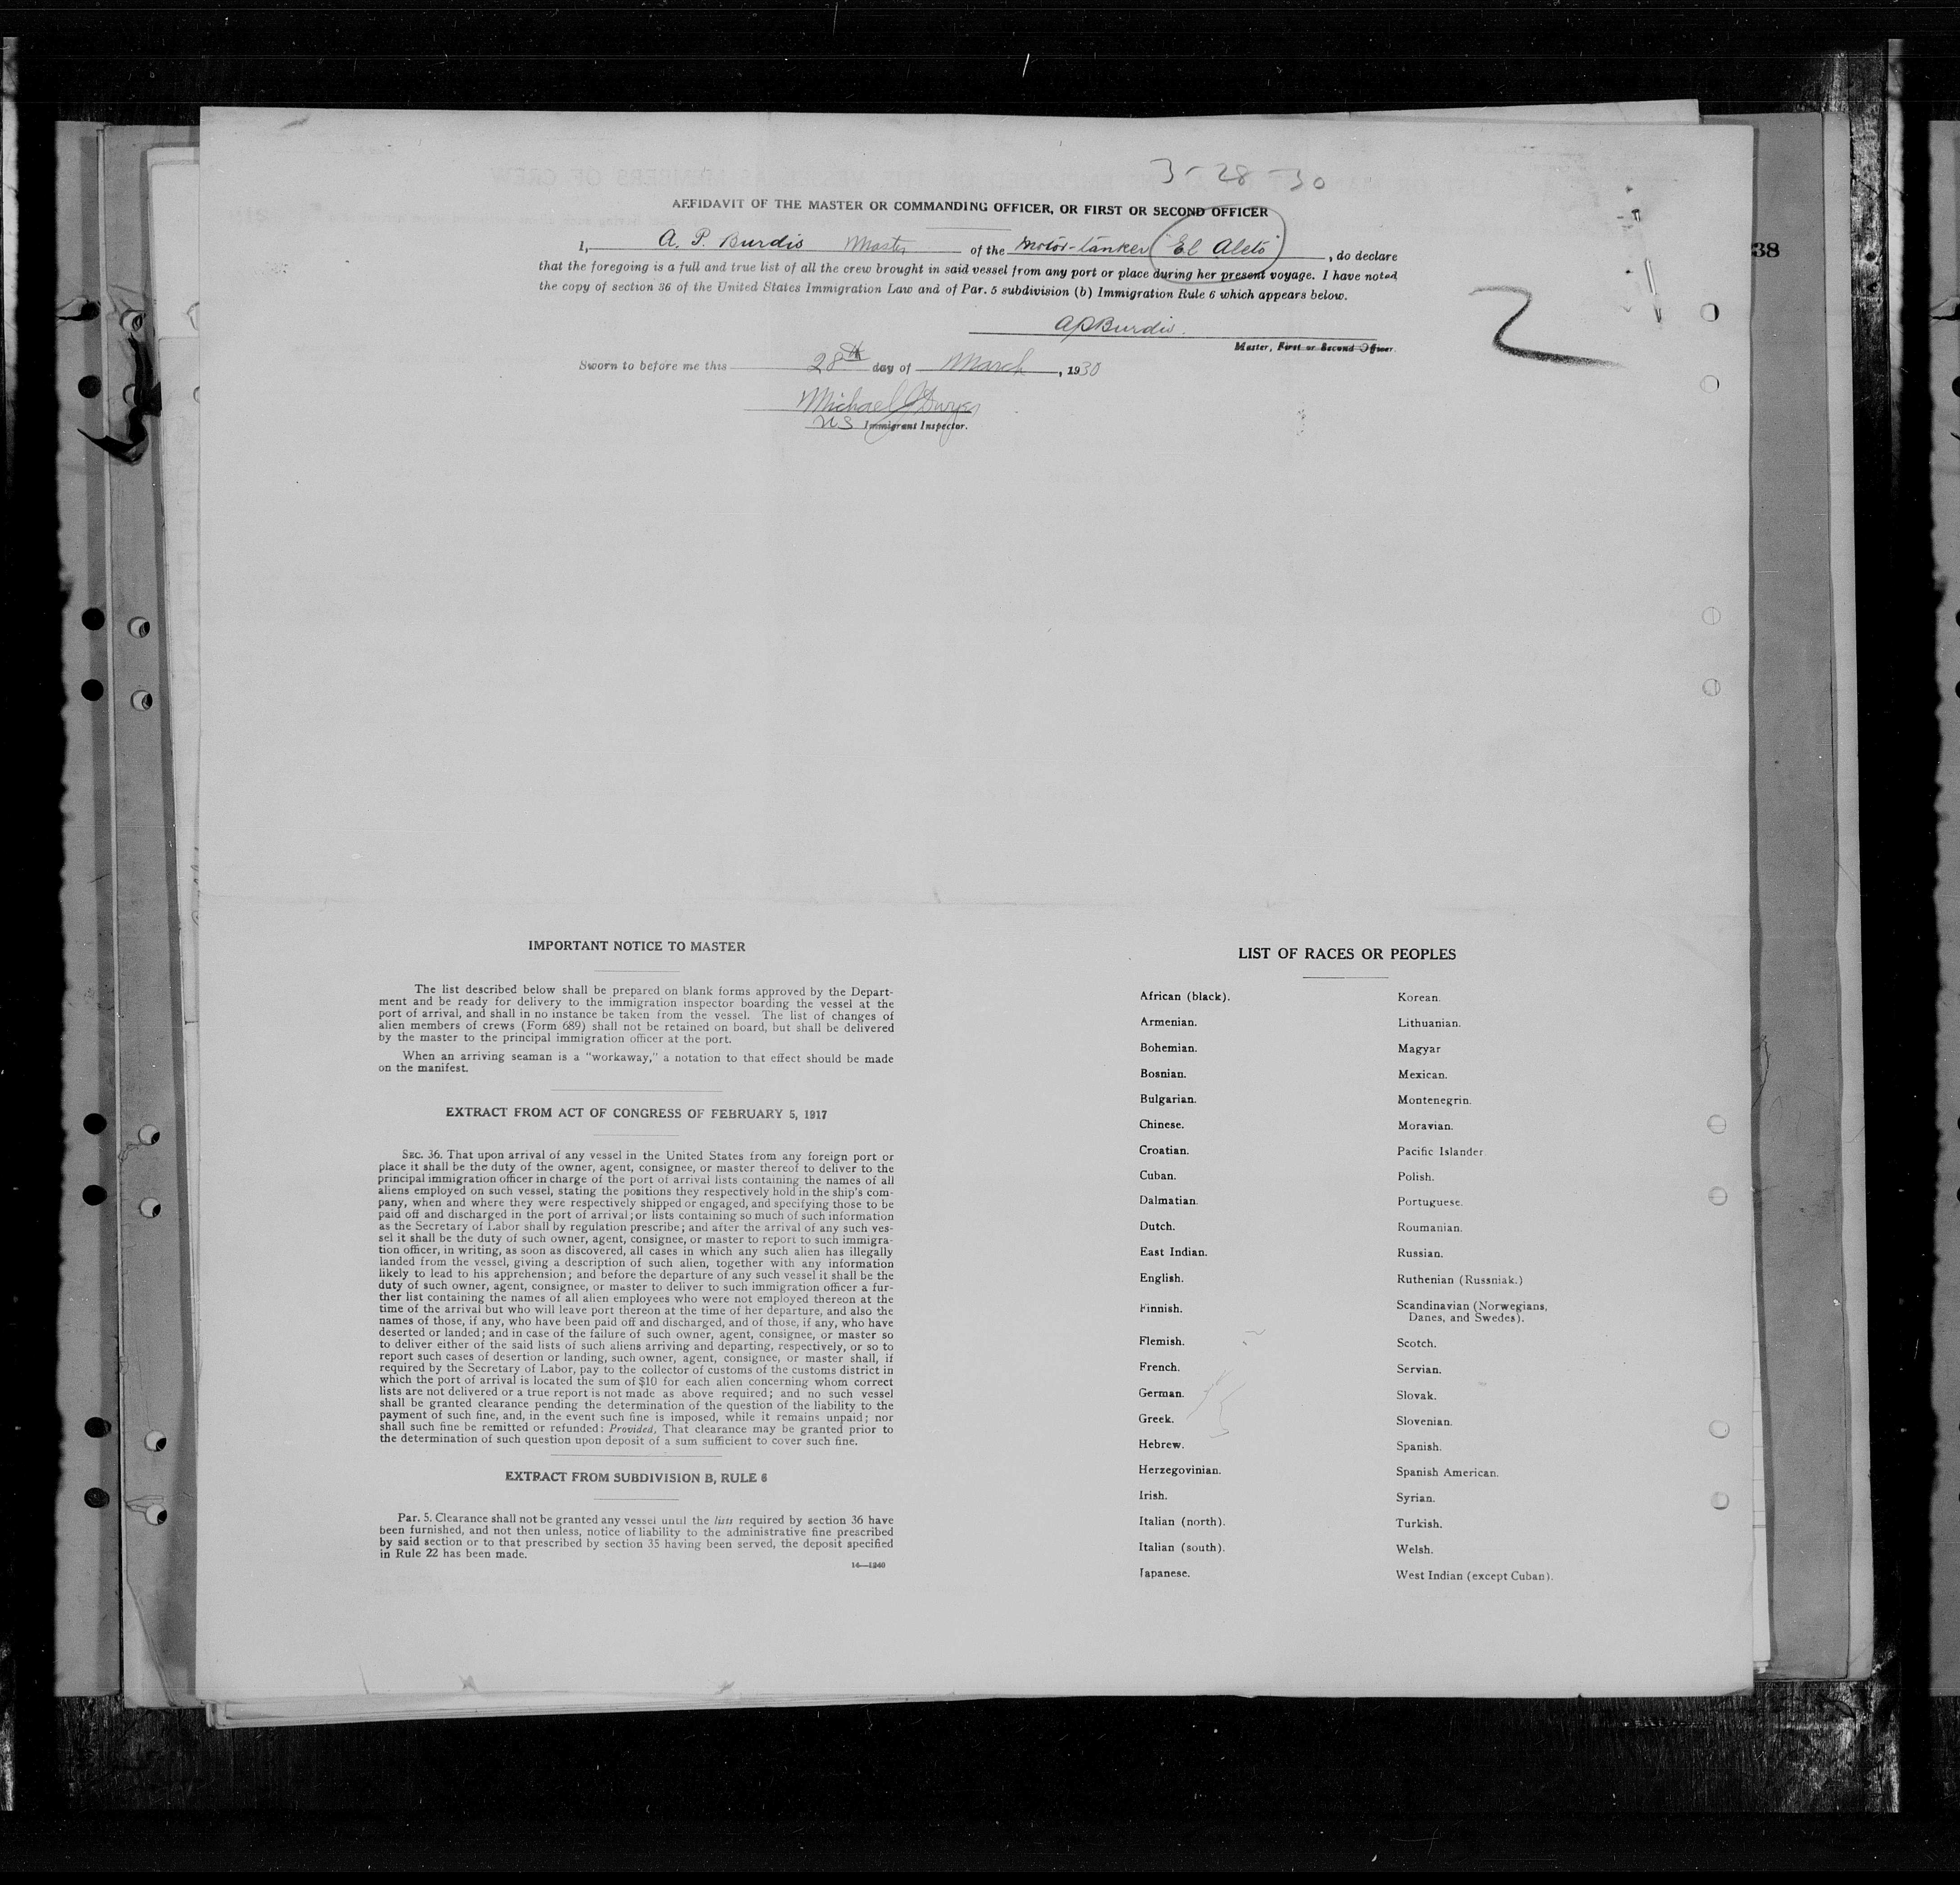 3-28-30
AFFIDAVIT OF THE MASTER OR COMMANDING OFFICER, OR FIRST OR SECOND OFFICER
I, A. P. Burdis Master of the Motor-tanker "El Aleto", do declare
that the foregoing is a full and true list of all the crew brought in said vessel from any port or place during her present voyage. I have noted
the copy of section 36 of the United States Immigration Law and of Par. 5 subdivision (b) Immigration Rule 6 which appears below.
38
2
APBurdis.
Master, First or Second Officer.
Sworn to before me this 28th day of March, 1930
Michael
US Immigrant Inspector.
IMPORTANT NOTICE TO MASTER
The list described below shall be prepared on blank forms approved by the Depart-
ment and be ready for delivery to the immigration inspector boarding the vessel at the
port of arrival, and shall in no instance be taken from the vessel. The list of changes of
alien members of crews (Form 689) shall not be retained on board, but shall be delivered
by the master to the principal immigration officer at the port.
When an arriving seaman is a "workaway," a notation to that effect should be made
on the manifest.
EXTRACT FROM ACT OF CONGRESS OF FEBRUARY 5, 1917
SEC. 36. That upon arrival of any vessel in the United States from any foreign port or
place it shall be the duty of the owner, agent, consignee, or master thereof to deliver to the
principal immigration officer in charge of the port of arrival lists containing the names of all
aliens employed on such vessel, stating the positions they respectively hold in the ship's com-
pany, when and where they were respectively shipped or engaged, and specifying those to be
paid off and discharged in the port of arrival; or lists containing so much of such information
as the Secretary of Labor shall by regulation prescribe; and after the arrival of any such ves-
sel it shall be the duty of such owner, agent, consignee, or master to report to such immigra-
tion officer, in writing, as soon as discovered, all cases in which any such alien has illegally
landed from the vessel, giving a description of such alien, together with any information
likely to lead to his apprehension; and before the departure of any such vessel it shall be the
duty of such owner, agent, consignee, or master to deliver to such immigration officer a fur-
ther list containing the names of all alien employees who were not employed thereon at the
time of the arrival but who will leave port thereon at the time of her departure, and also the
names of those, if any, who have been paid off and discharged, and of those, if any, who have
deserted or landed; and in case of the failure of such owner, agent, consignee, or master so
to deliver either of the said lists of such aliens arriving and departing, respectively, or so to
report such cases of desertion or landing, such owner, agent, consignee, or master shall, if
required by the Secretary of Labor, pay to the collector of customs of the customs district in
which the port of arrival is located the sum of $10 for each alien concerning whom correct
lists are not delivered or a true report is not made as above required; and no such vessel
shall be granted clearance pending the determination of the question of the liability to the
payment of such fine, and, in the event such fine is imposed, while it remains unpaid; nor
shall such fine be remitted or refunded: Provided, That clearance may be granted prior to
the determination of such question upon deposit of a sum sufficient to cover such fine.
EXTRACT FROM SUBDIVISION B, RULE 6
Par. 5. Clearance shall not be granted any vessel until the lists required by section 36 have
been furnished, and not then unless, notice of liability to the administrative fine prescribed
by said section or to that prescribed by section 35 having been served, the deposit specified
in Rule 22 has been made.
14—1240
LIST OF RACES OR PEOPLES
African (black).
Armenian.
Bohemian.
Bosnian.
Bulgarian.
Chinese.
Croatian.
Cuban.
Dalmatian.
Dutch.
East Indian.
English.
Finnish.
Flemish.
French.
German.
Greek.
Hebrew.
Herzegovinian.
Irish.
Italian (north).
Italian (south).
Japanese.
Korean.
Lithuanian.
Magyar
Mexican.
Montenegrin.
Moravian.
Pacific Islander.
Polish.
Portuguese.
Roumanian.
Russian.
Ruthenian (Russniak.)
Scandinavian (Norwegians,
Danes, and Swedes).
Scotch.
Servian.
Slovak.
Slovenian.
Spanish.
Spanish American.
Syrian.
Turkish.
Welsh.
West Indian (except Cuban).